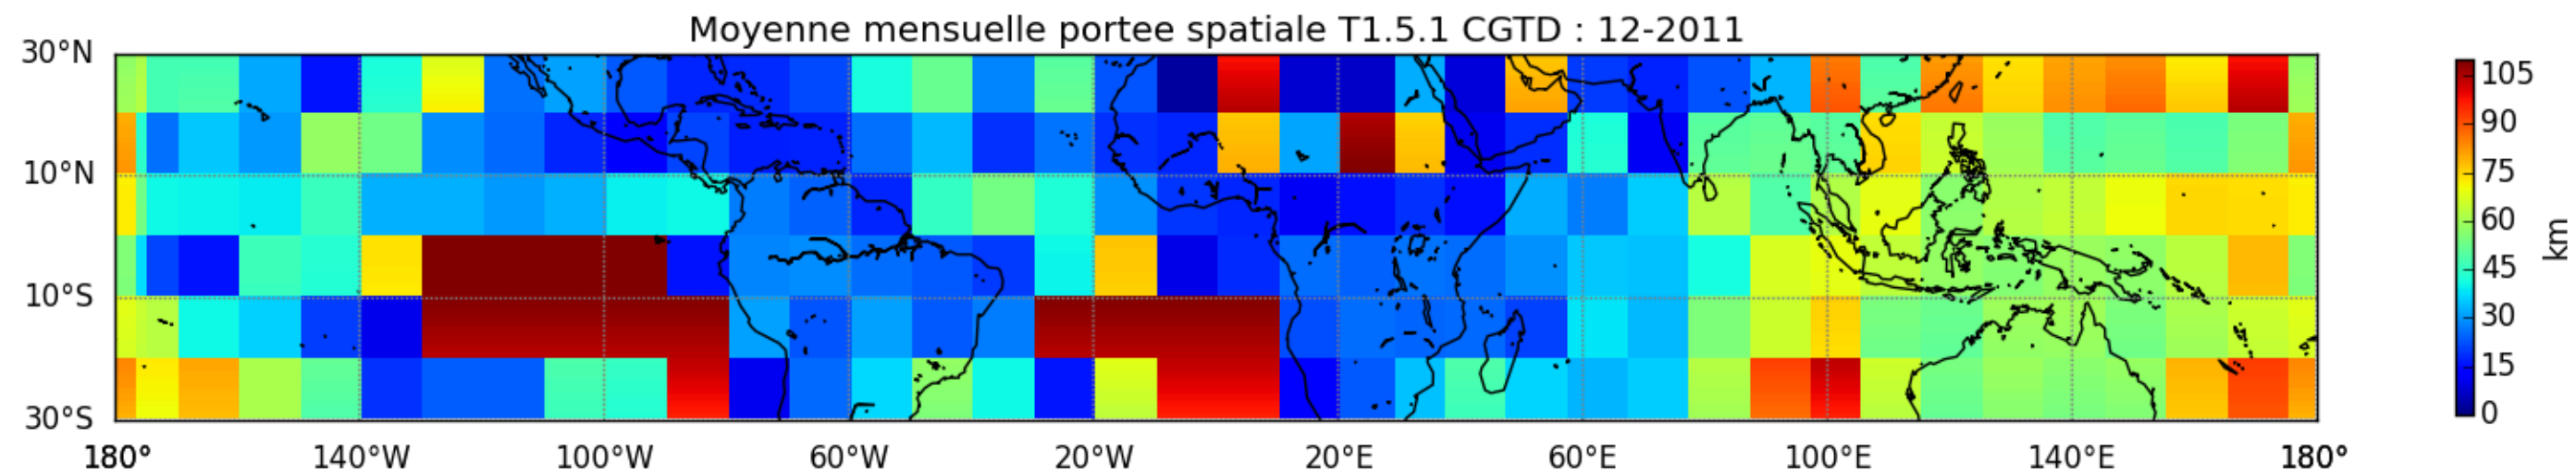 Moyenne mensuelle portee spatiale T1.5.1 CGTD : 12-2011
30°N
10°N
10°S
30°S
180° 140°W 100°W 60°W 20°W 20°E 60°E 100°E 140°E 180°
105
90
75
60
45
30
15
0
km